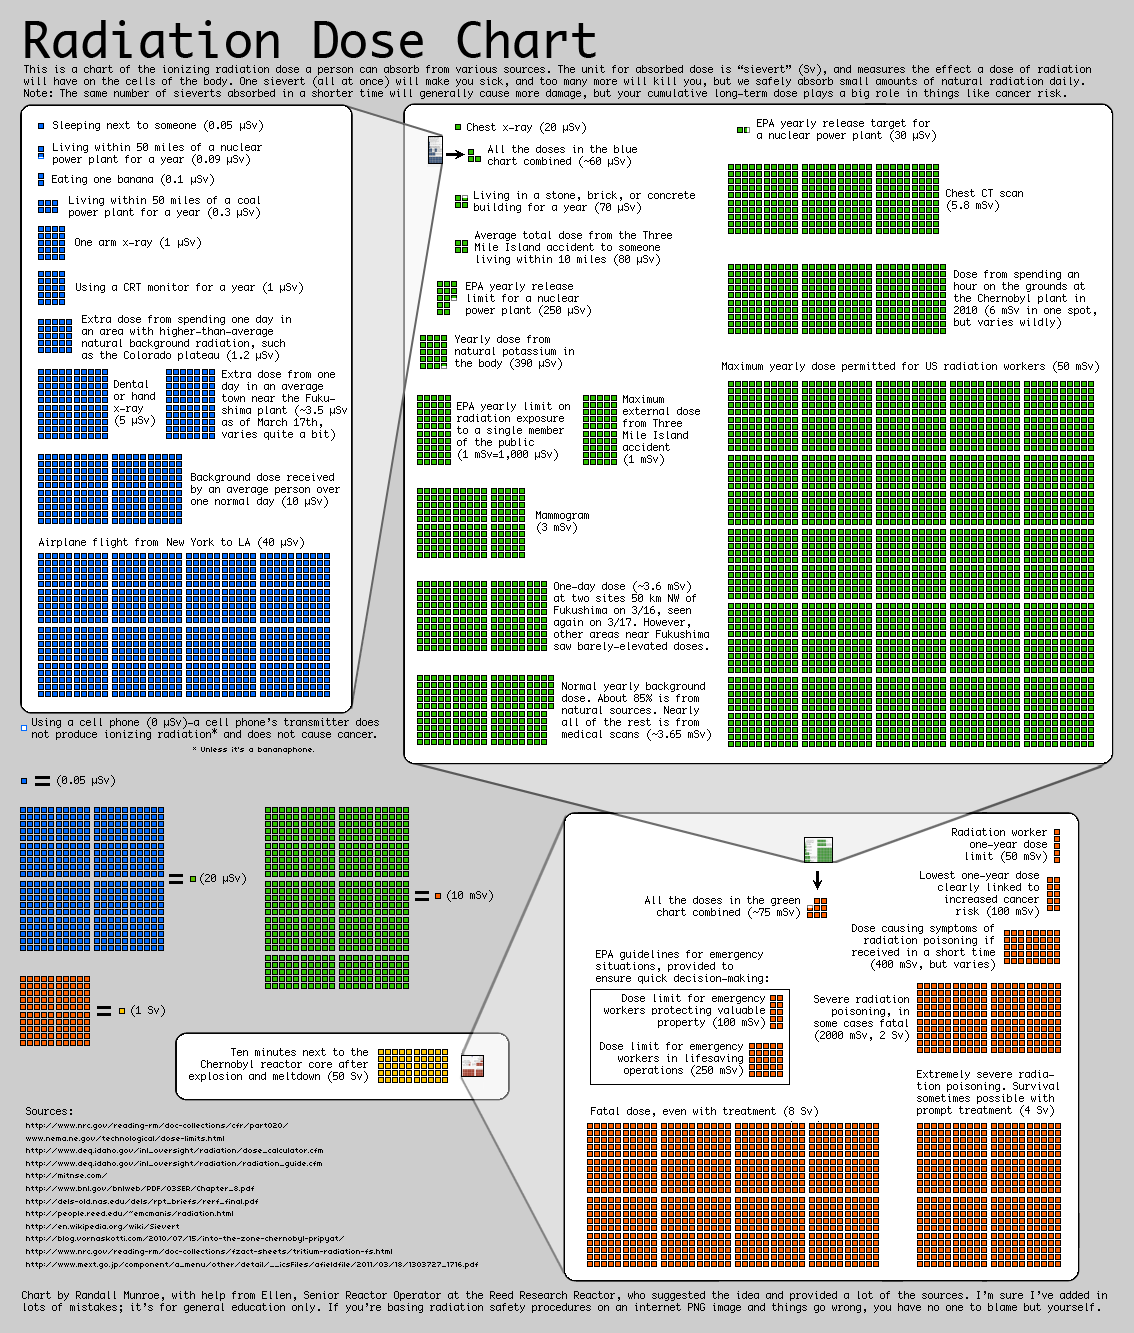 Radiation Dose Chart
This is a chart of the ionizing radiation dose a person can absorb from various sources. The unit for absorbed dose is “sievert” (Sv), and measures the effect a dose of radiation
will have on the cells of the body. One sievert (all at once) will make you sick, and too many more will kill you, but we safely absorb small amounts of natural radiation daily.
Note: The same number of sieverts absorbed in a shorter time will generally cause more damage, but your cumulative long-term dose plays a big role in things like cancer risk.
Sleeping next to someone (0.05 µSv)
Living within 50 miles of a nuclear
power plant for a year (0.09 µSv)
Eating one banana (0.1 µSv)
Living within 50 miles of a coal
power plant for a year (0.3 µSv)
One arm x-ray (1 µSv)
Using a CRT monitor for a year (1 µSv)
Extra dose from spending one day in
an area with higher-than-average
natural background radiation, such
as the Colorado plateau (1.2 µSv)
Dental
or hand
x-ray
(5 µSv)
Extra dose from one
day in an average
town near the Fuku-
shima plant (~3.5 µSv
as of March 17th,
varies quite a bit)
Background dose received
by an average person over
one normal day (10 µSv)
Airplane flight from New York to LA (40 µSv)
Using a cell phone (0 µSv)—a cell phone's transmitter does
not produce ionizing radiation* and does not cause cancer.
* Unless it's a bananaphone.
Chest x-ray (20 µSv)
All the doses in the blue
chart combined (~60 µSv)
Living in a stone, brick, or concrete
building for a year (70 µSv)
Average total dose from the Three
Mile Island accident to someone
living within 10 miles (80 µSv)
EPA yearly release
limit for a nuclear
power plant (250 µSv)
Yearly dose from
natural potassium in
the body (390 µSv)
EPA yearly limit on
radiation exposure
to a single member
of the public
(1 mSv=1,000 µSv)
Maximum
external dose
from Three
Mile Island
accident
(1 mSv)
Mammogram
(3 mSv)
One-day dose (~3.6 mSv)
at two sites 50 km NW of
Fukushima on 3/16, seen
again on 3/17. However,
other areas near Fukushima
saw barely-elevated doses.
Normal yearly background
dose. About 85% is from
natural sources. Nearly
all of the rest is from
medical scans (~3.65 mSv)
EPA yearly release target for
a nuclear power plant (30 µSv)
Chest CT scan
(5.8 mSv)
Dose from spending an
hour on the grounds at
the Chernobyl plant in
2010 (6 mSv in one spot,
but varies wildly)
Maximum yearly dose permitted for US radiation workers (50 mSv)
= (0.05 µSv)
= (20 µSv)
= (10 mSv)
= (1 Sv)
Radiation worker
one-year dose
limit (50 mSv)
All the doses in the green
chart combined (~75 mSv)
Lowest one-year dose
clearly linked to
increased cancer
risk (100 mSv)
Dose causing symptoms of
radiation poisoning if
received in a short time
(400 mSv, but varies)
EPA guidelines for emergency
situations, provided to
ensure quick decision-making:
Dose limit for emergency
workers protecting valuable
property (100 mSv)
Dose limit for emergency
workers in lifesaving
operations (250 mSv)
Severe radiation
poisoning, in
some cases fatal
(2000 mSv, 2 Sv)
Extremely severe radia-
tion poisoning. Survival
sometimes possible with
prompt treatment (4 Sv)
Fatal dose, even with treatment (8 Sv)
Ten minutes next to the
Chernobyl reactor core after
explosion and meltdown (50 Sv)
Sources:
http://www.nrc.gov/reading-rm/doc-collections/cfr/part020/
www.nema.ne.gov/technological/dose-limits.html
http://www.deq.idaho.gov/inl_oversight/radiation/dose_calculator.cfm
http://www.deq.idaho.gov/inl_oversight/radiation/radiation_guide.cfm
http://mitnse.com/
http://www.bnl.gov/bnlweb/PDF/03SER/Chapter_8.pdf
http://dels-old.nas.edu/dels/rpt_briefs/rerf_final.pdf
http://people.reed.edu/~emcmanis/radiation.html
http://en.wikipedia.org/wiki/Sievert
http://blog.vornaskotti.com/2010/07/15/into-the-zone-chernobyl-pripyat/
http://www.nrc.gov/reading-rm/doc-collections/fact-sheets/tritium-radiation-fs.html
http://www.mext.go.jp/component/a_menu/other/detail/__icsFiles/afieldfile/2011/03/18/1303727_1716.pdf
Chart by Randall Munroe, with help from Ellen, Senior Reactor Operator at the Reed Research Reactor, who suggested the idea and provided a lot of the sources. I'm sure I've added in
lots of mistakes; it's for general education only. If you're basing radiation safety procedures on an internet PNG image and things go wrong, you have no one to blame but yourself.